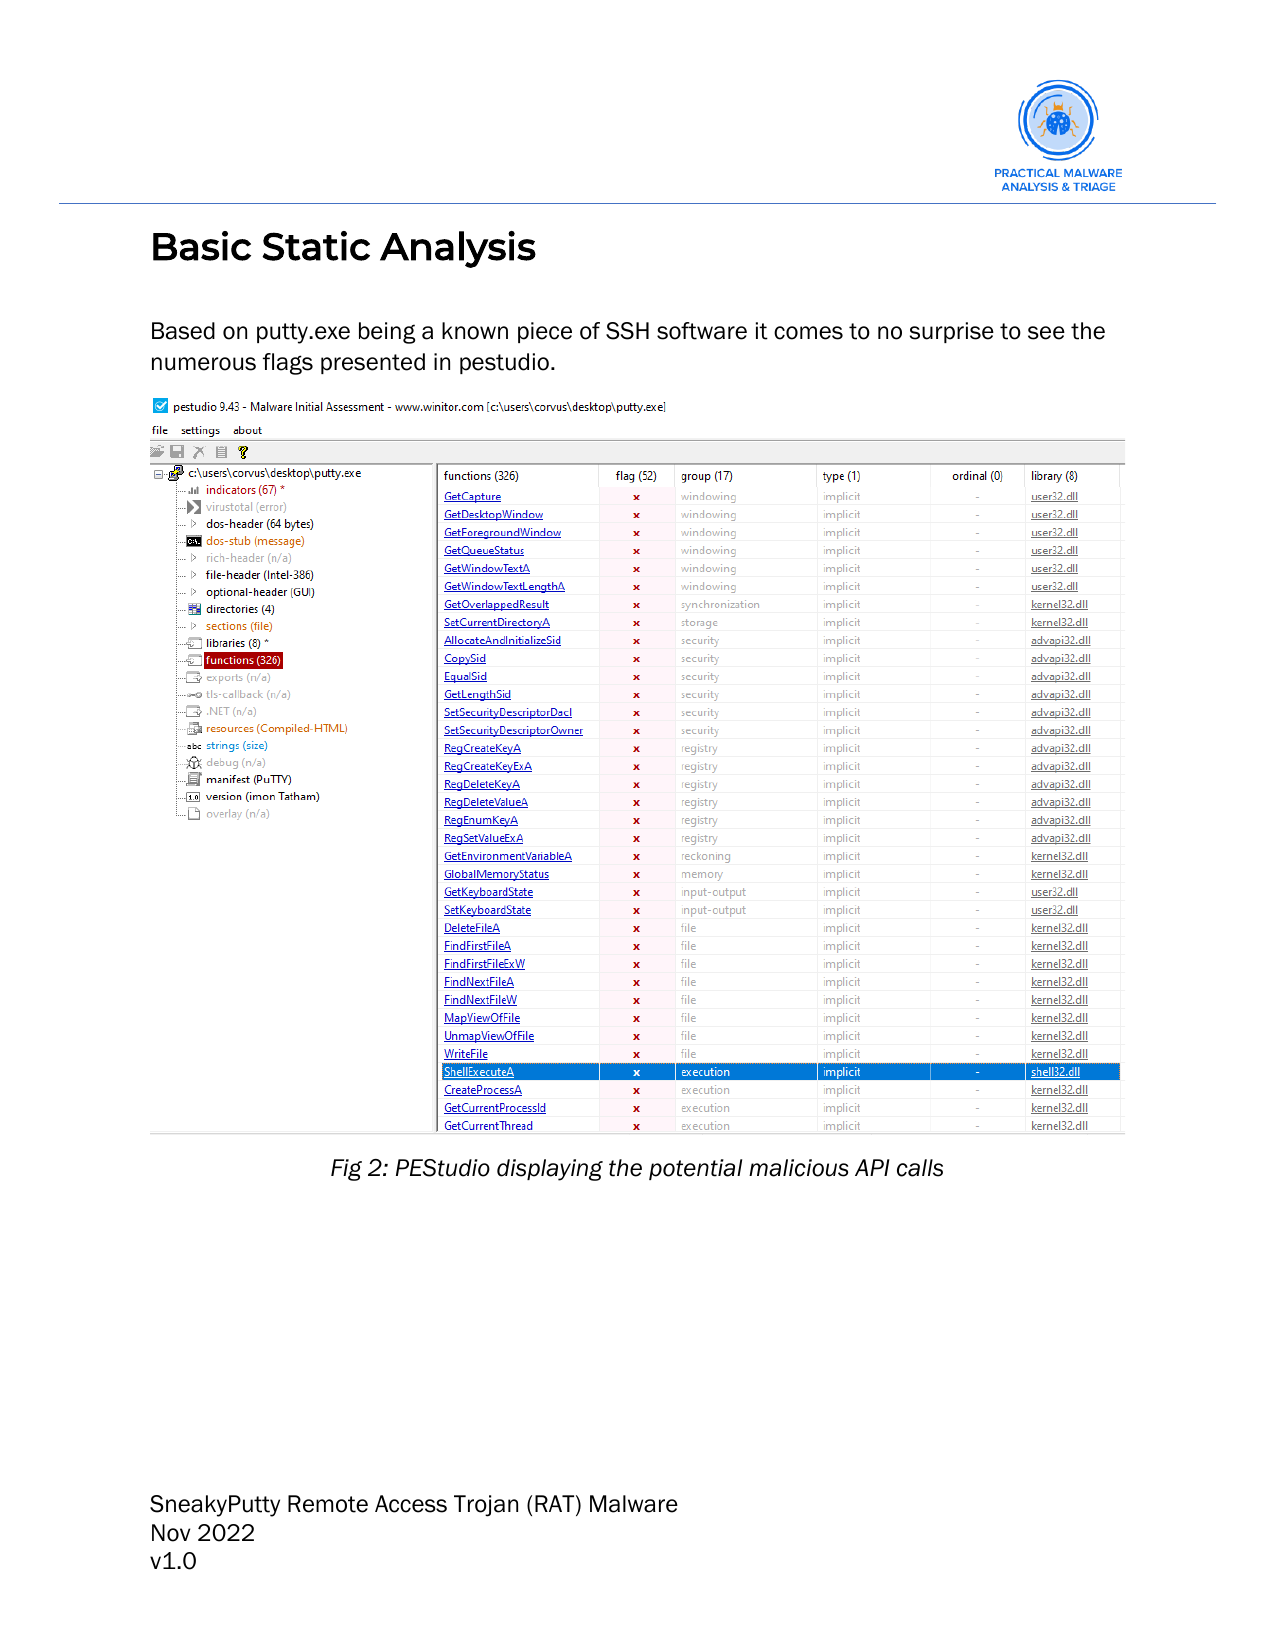 PRACTICAL MALWARE
ANALYSIS & TRIAGE
Basic Static Analysis
Based on putty.exe being a known piece of SSH software it comes to no surprise to see the
numerous flags presented in pestudio.
pestudio 9.43 - Malware Initial Assessment - www.winitor.com [c:\users\corvus\desktop\putty.exe]
file settings about
c:\users\corvus\desktop\putty.exe
indicators (67) *
virustotal (error)
dos-header (64 bytes)
dos-stub (message)
rich-header (n/a)
file-header (Intel-386)
optional-header (GUI)
directories (4)
sections (file)
libraries (8) *
functions (326)
exports (n/a)
tls-callback (n/a)
.NET (n/a)
resources (Compiled-HTML)
abc strings (size)
debug (n/a)
manifest (PuTTY)
1.0 version (imon Tatham)
overlay (n/a)
functions (326) flag (52) group (17) type (1) ordinal (0) library (8)
GetCapture x windowing implicit - user32.dll
GetDesktopWindow x windowing implicit - user32.dll
GetForegroundWindow x windowing implicit - user32.dll
GetQueueStatus x windowing implicit - user32.dll
GetWindowTextA x windowing implicit - user32.dll
GetWindowTextLengthA x windowing implicit - user32.dll
GetOverlappedResult x synchronization implicit - kernel32.dll
SetCurrentDirectoryA x storage implicit - kernel32.dll
AllocateAndInitializeSid x security implicit - advapi32.dll
CopySid x security implicit - advapi32.dll
EqualSid x security implicit - advapi32.dll
GetLengthSid x security implicit - advapi32.dll
SetSecurityDescriptorDacl x security implicit - advapi32.dll
SetSecurityDescriptorOwner x security implicit - advapi32.dll
RegCreateKeyA x registry implicit - advapi32.dll
RegCreateKeyExA x registry implicit - advapi32.dll
RegDeleteKeyA x registry implicit - advapi32.dll
RegDeleteValueA x registry implicit - advapi32.dll
RegEnumKeyA x registry implicit - advapi32.dll
RegSetValueExA x registry implicit - advapi32.dll
GetEnvironmentVariableA x reckoning implicit - kernel32.dll
GlobalMemoryStatus x memory implicit - kernel32.dll
GetKeyboardState x input-output implicit - user32.dll
SetKeyboardState x input-output implicit - user32.dll
DeleteFileA x file implicit - kernel32.dll
FindFirstFileA x file implicit - kernel32.dll
FindFirstFileExW x file implicit - kernel32.dll
FindNextFileA x file implicit - kernel32.dll
FindNextFileW x file implicit - kernel32.dll
MapViewOfFile x file implicit - kernel32.dll
UnmapViewOfFile x file implicit - kernel32.dll
WriteFile x file implicit - kernel32.dll
ShellExecuteA x execution implicit - shell32.dll
CreateProcessA x execution implicit - kernel32.dll
GetCurrentProcessId x execution implicit - kernel32.dll
GetCurrentThread x execution implicit - kernel32.dll
Fig 2: PEStudio displaying the potential malicious API calls
SneakyPutty Remote Access Trojan (RAT) Malware
Nov 2022
v1.0